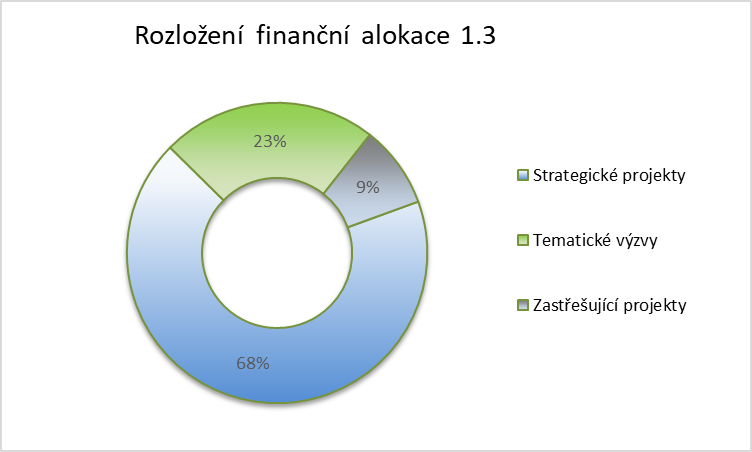 Rozložení finanční alokace 1.3
23%
9%
68%
Strategické projekty
Tematické výzvy
Zastřešující projekty